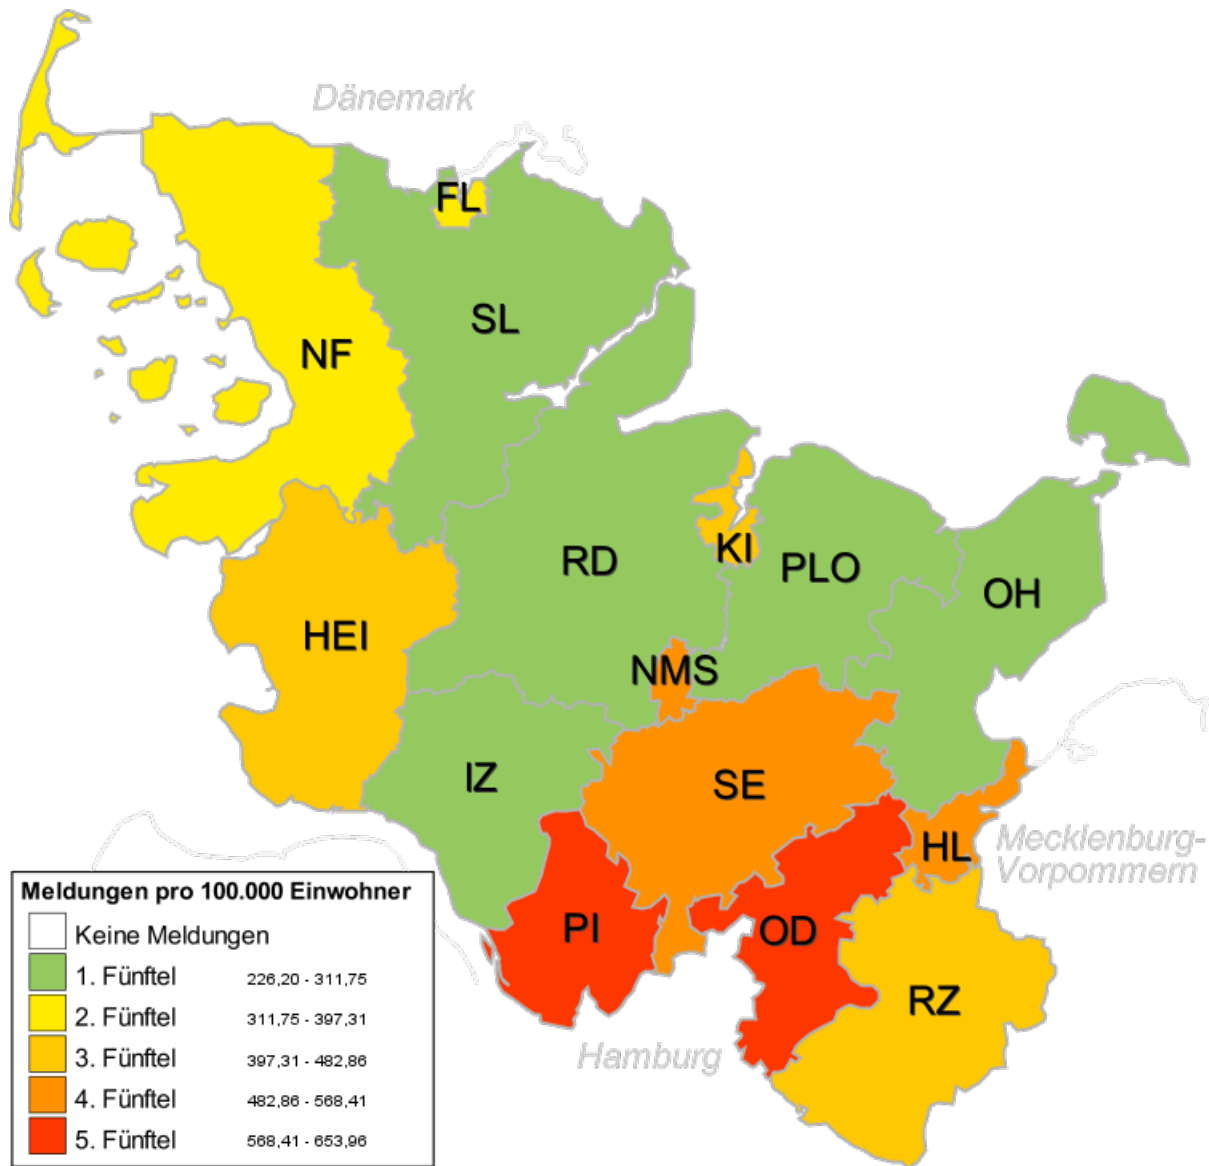 Dänemark
FL
SL
NF
RD
KI
PLO
OH
HEI
NMS
IZ
SE
HL
Mecklenburg-
Vorpommern
PI
OD
RZ
Hamburg
Meldungen pro 100.000 Einwohner
Keine Meldungen
1. Fünftel 226,20 - 311,75
2. Fünftel 311,75 - 397,31
3. Fünftel 397,31 - 482,86
4. Fünftel 482,86 - 568,41
5. Fünftel 568,41 - 653,96